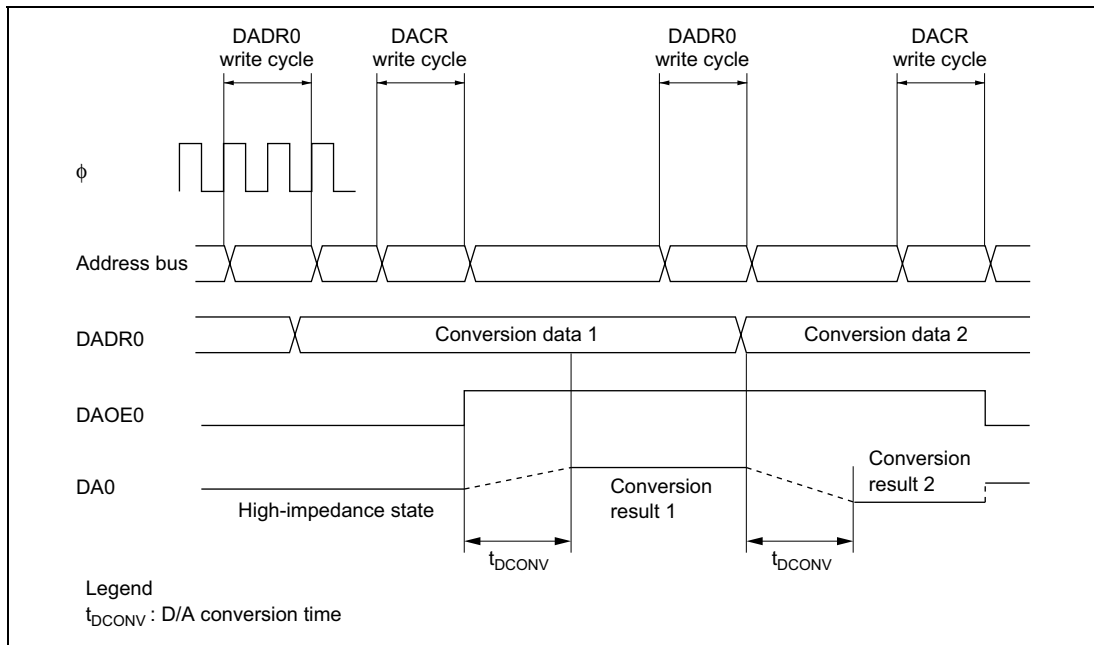 DADR0
write cycle
DACR
write cycle
DADR0
write cycle
DACR
write cycle
ϕ
Address bus
DADR0
Conversion data 1
Conversion data 2
DAOE0
DA0
High-impedance state
Conversion
result 1
Conversion
result 2
tDCONV
tDCONV
Legend
tDCONV : D/A conversion time